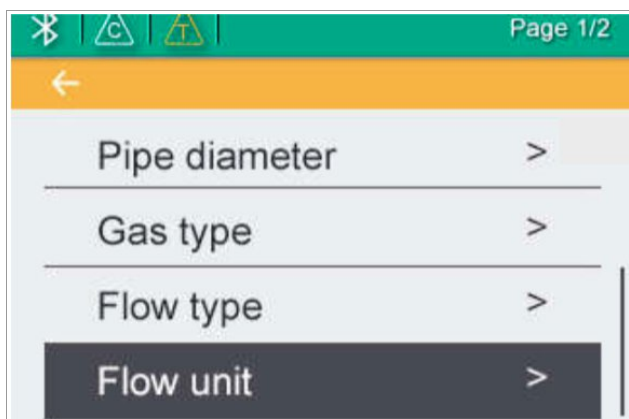 C T Page 1/2
Pipe diameter >
Gas type >
Flow type >
Flow unit >